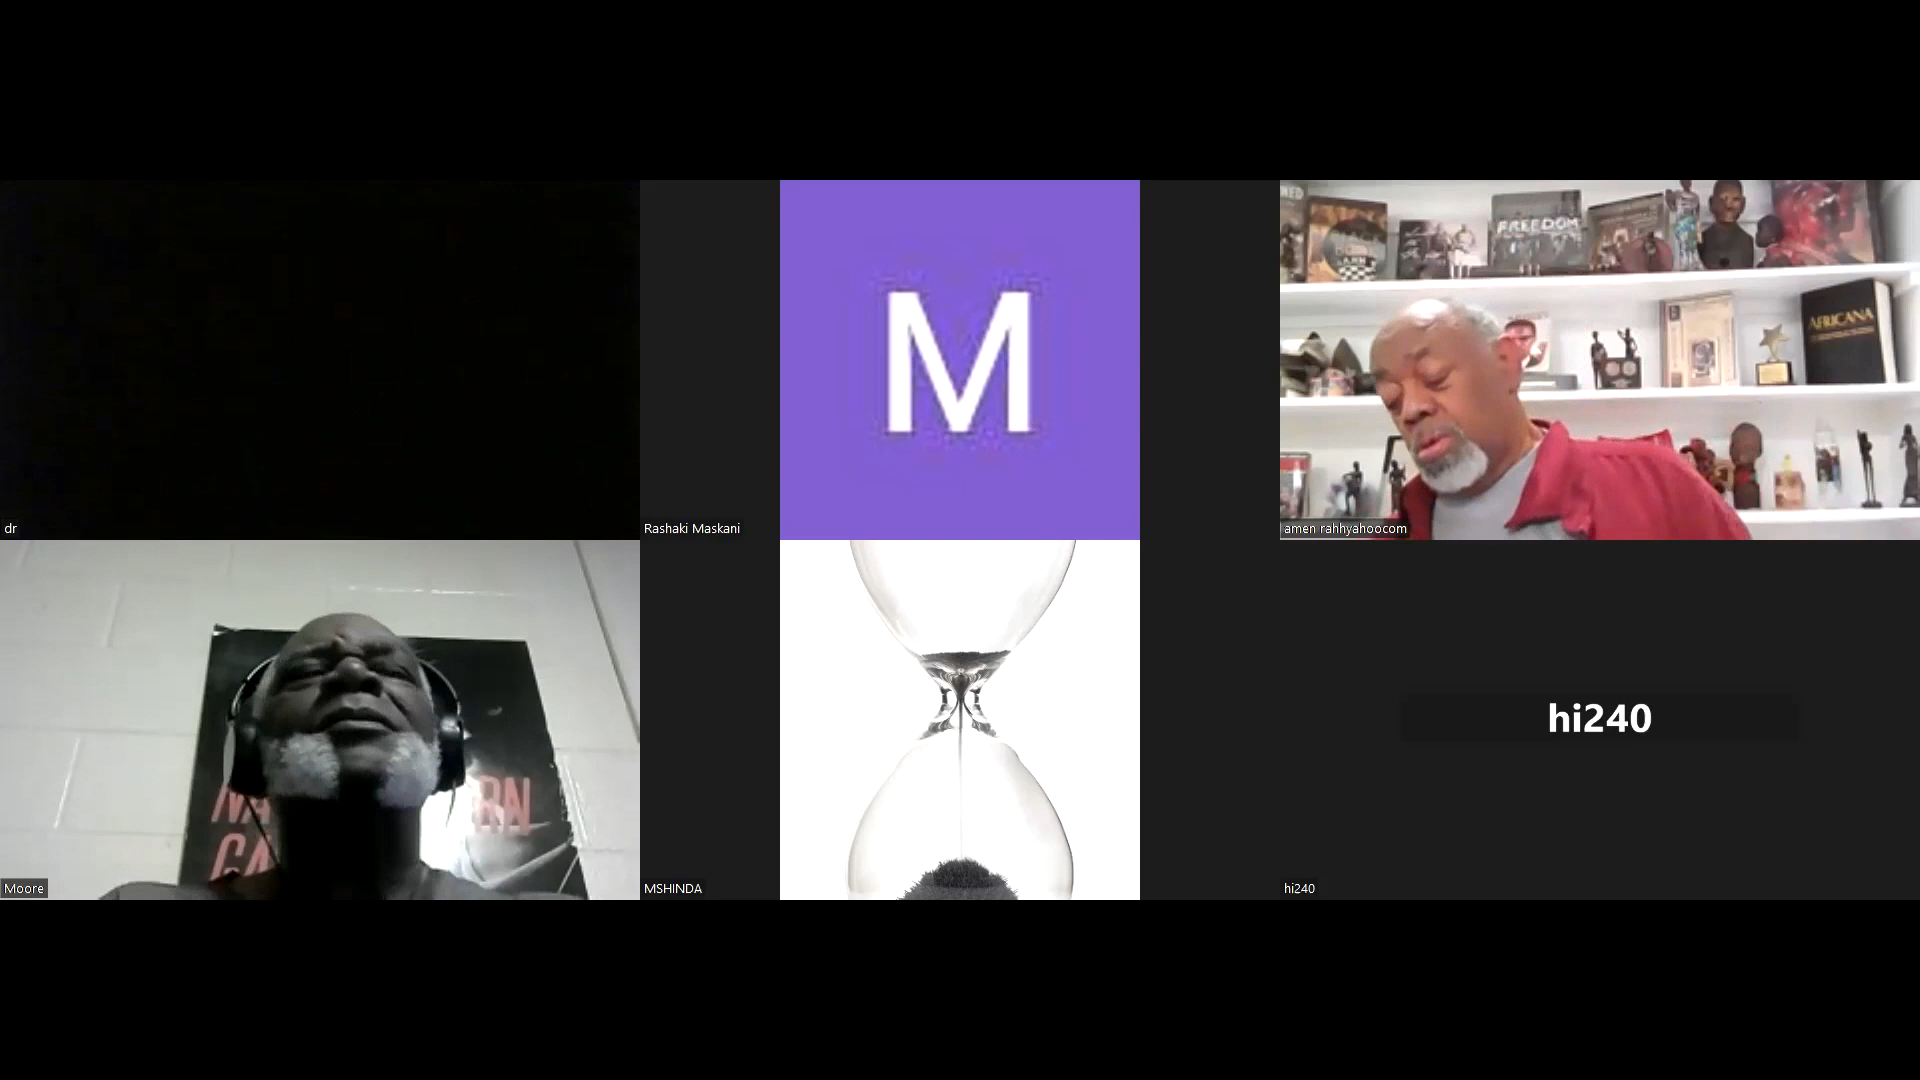 M
FREEDOM
AFRICANA
dr
Rashaki Maskani
amen rahhyahoocom
hi240
Moore
MSHINDA
hi240